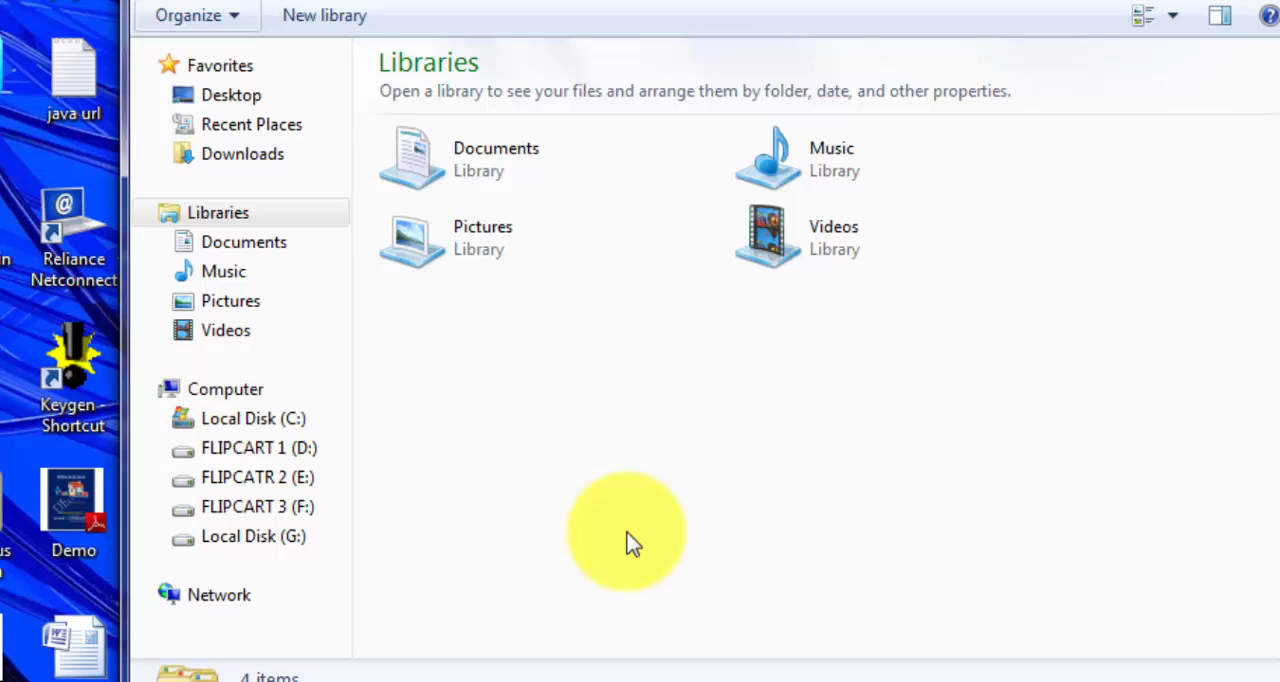 Organize
New library
java url
in
Reliance
Netconnect
Keygen -
Shortcut
us
Demo
Favorites
Desktop
Recent Places
Downloads
Libraries
Documents
Music
Pictures
Videos
Computer
Local Disk (C:)
FLIPCART 1 (D:)
FLIPCATR 2 (E:)
FLIPCART 3 (F:)
Local Disk (G:)
Network
Libraries
Open a library to see your files and arrange them by folder, date, and other properties.
Documents
Library
Music
Library
Pictures
Library
Videos
Library
4 items